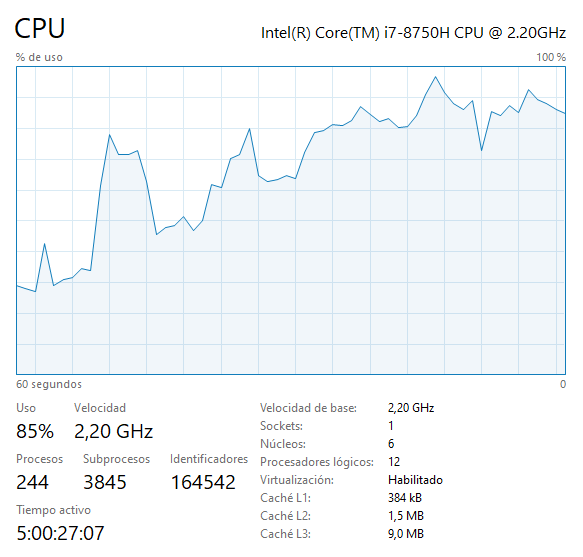 CPU
Intel(R) Core(TM) i7-8750H CPU @ 2.20GHz
% de uso
100 %
60 segundos
0
Uso
Velocidad
85%
2,20 GHz
Procesos
Subprocesos
Identificadores
244
3845
164542
Tiempo activo
5:00:27:07
Velocidad de base:
2,20 GHz
Sockets:
1
Núcleos:
6
Procesadores lógicos:
12
Virtualización:
Habilitado
Caché L1:
384 kB
Caché L2:
1,5 MB
Caché L3:
9,0 MB